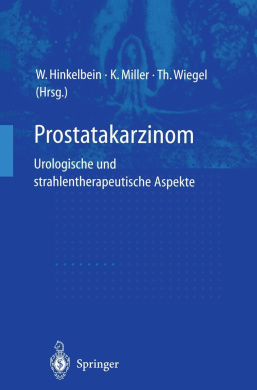 W. Hinkelbein · K. Miller · Th. Wiegel
(Hrsg.)
Prostatakarzinom
Urologische und
strahlentherapeutische Aspekte
Springer